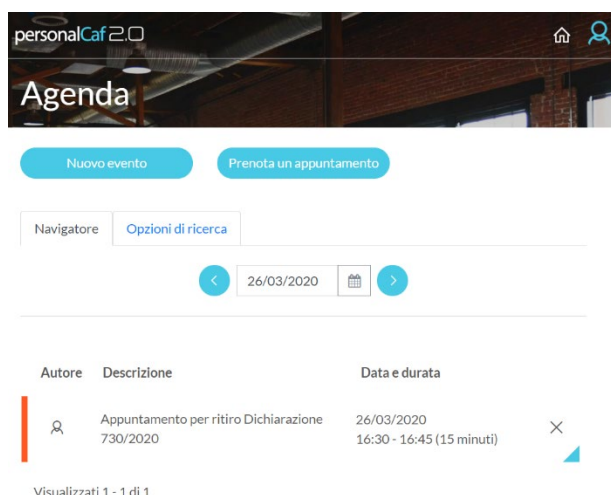 personalCaf 2.0
Agenda
Nuovo evento
Prenota un appuntamento
Navigatore
Opzioni di ricerca
26/03/2020
Autore Descrizione Data e durata
Appuntamento per ritiro Dichiarazione
730/2020
26/03/2020
16:30 - 16:45 (15 minuti)
Visualizzati 1 - 1 di 1